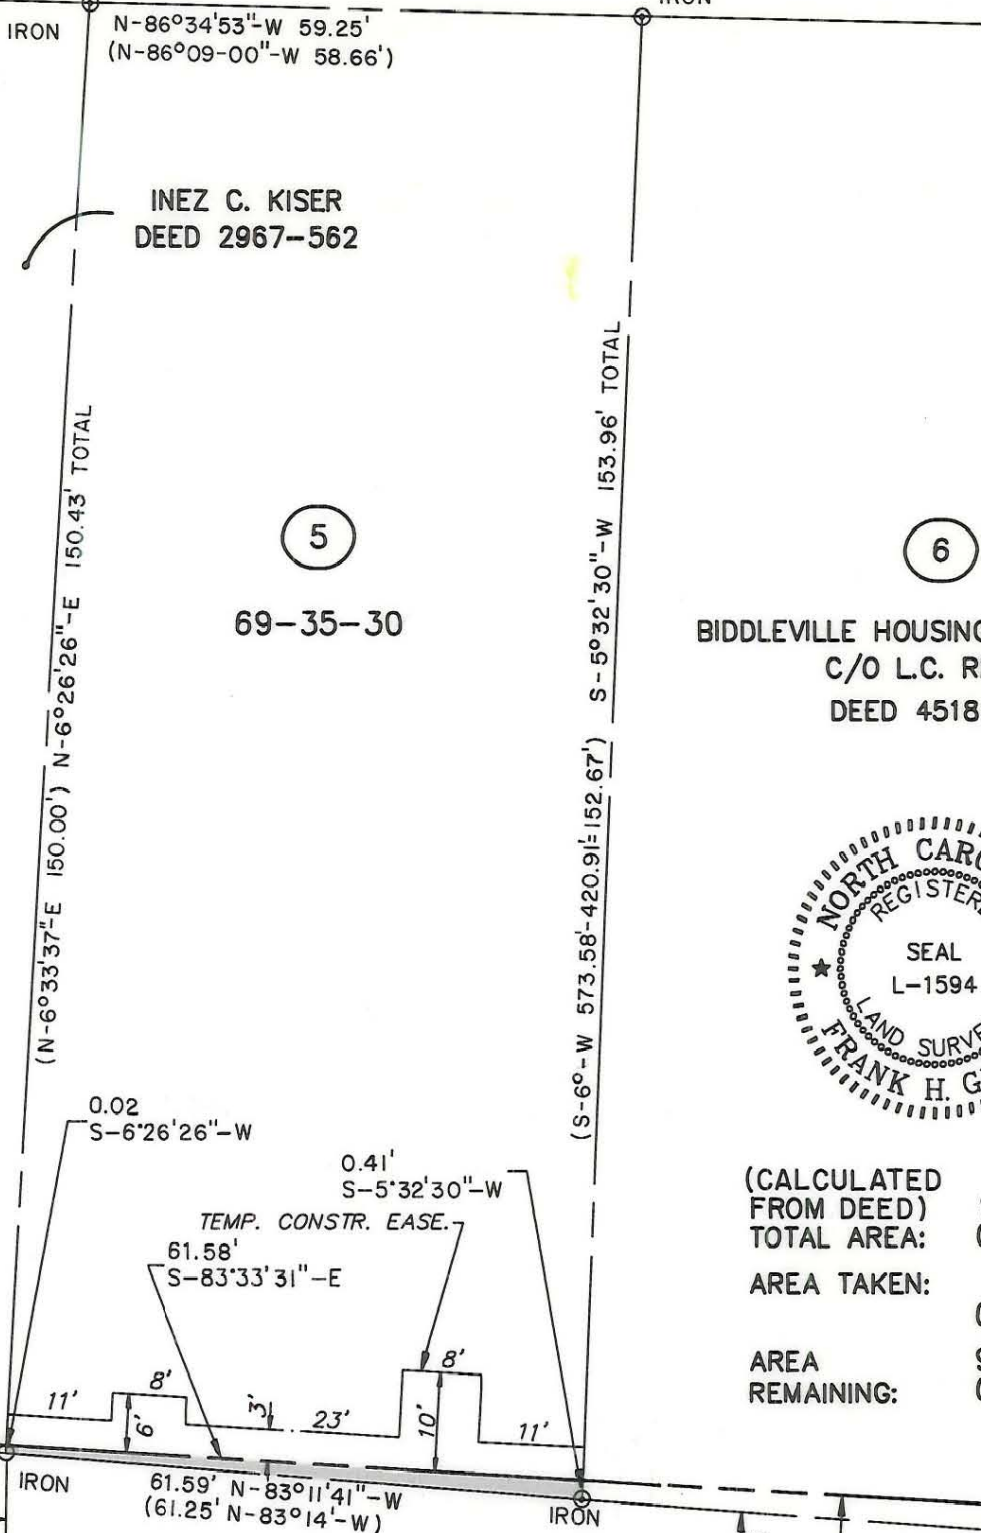 IRON
IRON
N-86°34'53"-W 59.25'
(N-86°09-00"-W 58.66')
INEZ C. KISER
DEED 2967-562
N-6°26'26"-E 150.43' TOTAL
(N-6°33'37"-E 150.00')
5
69-35-30
S-5°32'30"-W 153.96' TOTAL
(S-6°-W 573.58'-420.91'=152.67')
6
BIDDLEVILLE HOUSING
C/O L.C.
DEED 4518
NORTH
REGISTER
SEAL
L-1594
LAND SURVE
FRANK H. G
0.02
S-6°26'26"-W
0.41'
S-5°32'30"-W
TEMP. CONSTR. EASE.
61.58'
S-83°33'31"-E
(CALCULATED
FROM DEED)
TOTAL AREA:
AREA TAKEN:
AREA
REMAINING:
11'
8'
6'
3'
23'
8'
10'
11'
IRON
61.59' N-83°11'41"-W
(61.25' N-83°14'-W)
IRON